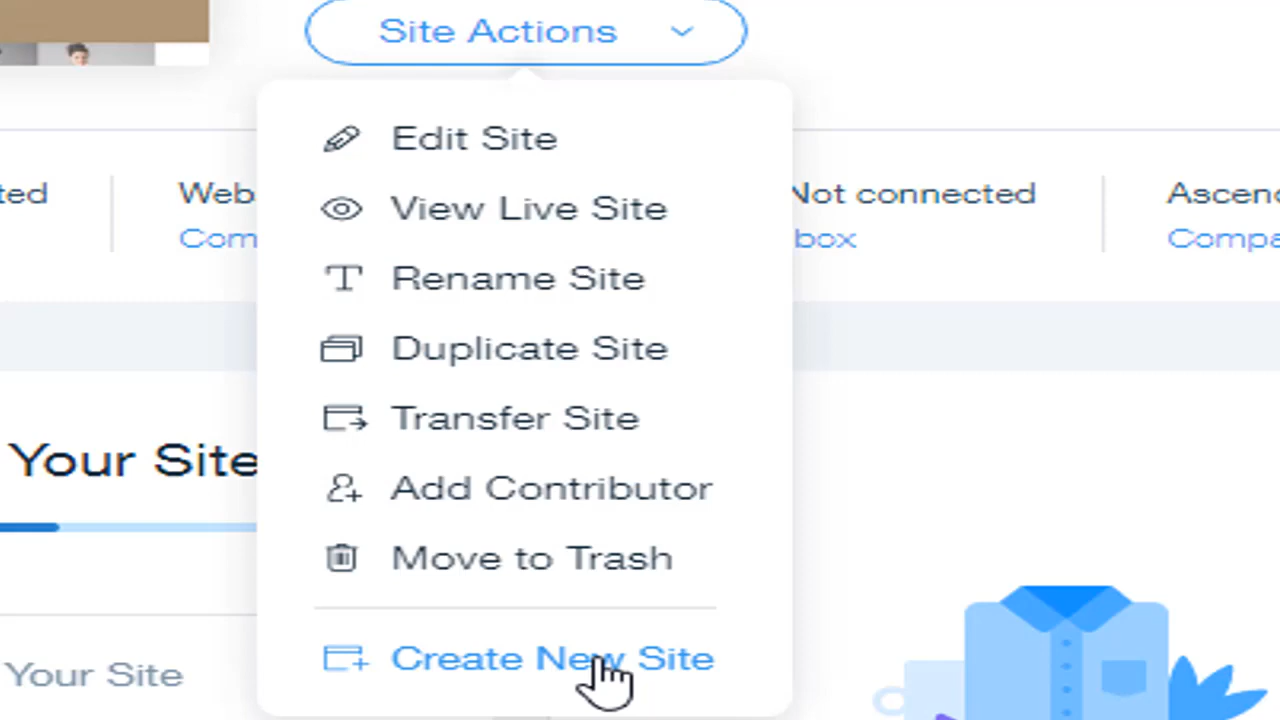 Site Actions
Edit Site
View Live Site
Rename Site
Duplicate Site
Transfer Site
Add Contributor
Move to Trash
Create New Site
Not connected
Your Site
Your Site